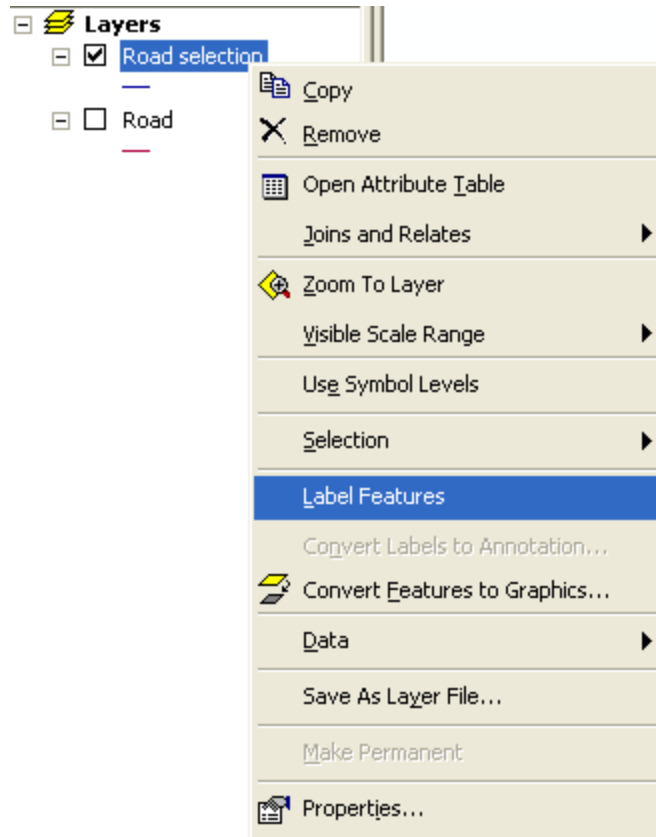 Layers
Road selection
Road
Copy
Remove
Open Attribute Table
Joins and Relates
Zoom To Layer
Visible Scale Range
Use Symbol Levels
Selection
Label Features
Convert Labels to Annotation...
Convert Features to Graphics...
Data
Save As Layer File...
Make Permanent
Properties...